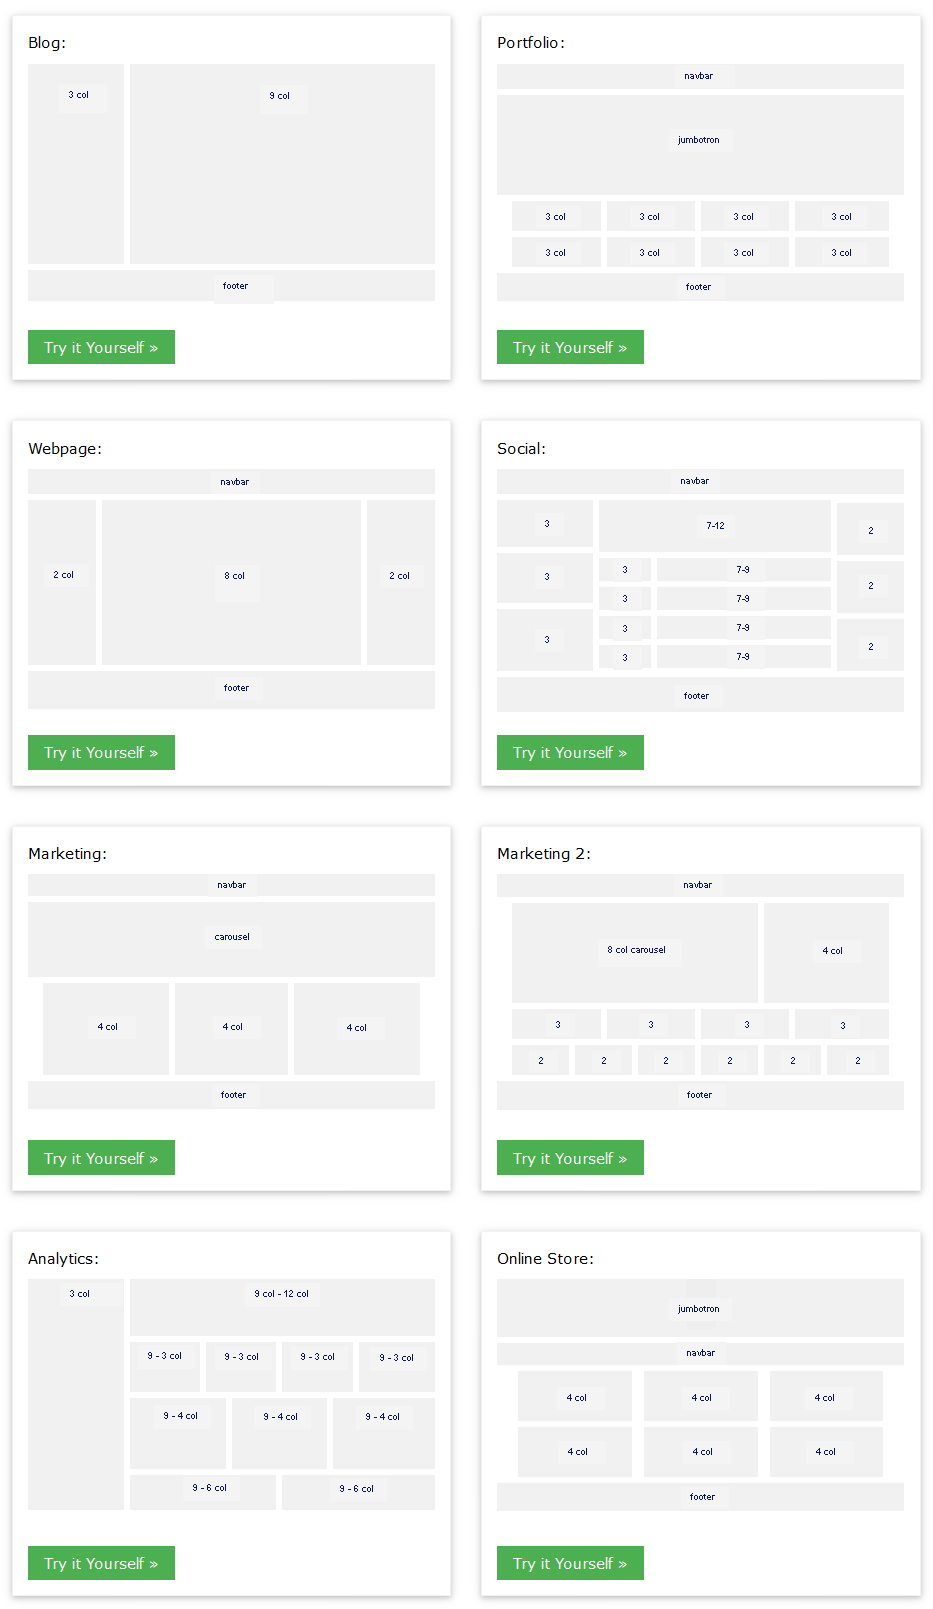 Blog:
3 col
9 col
footer
Try it Yourself »
Portfolio:
navbar
jumbotron
3 col 3 col 3 col 3 col
3 col 3 col 3 col 3 col
footer
Try it Yourself »
Webpage:
navbar
2 col 8 col 2 col
footer
Try it Yourself »
Social:
navbar
3
3
3
7-12
3 7-9
3 7-9
3 7-9
3 7-9
2
2
2
footer
Try it Yourself »
Marketing:
navbar
carousel
4 col 4 col 4 col
footer
Try it Yourself »
Marketing 2:
navbar
8 col carousel 4 col
3 3 3 3
2 2 2 2 2 2
footer
Try it Yourself »
Analytics:
3 col
9 col - 12 col
9 - 3 col 9 - 3 col 9 - 3 col 9 - 3 col
9 - 4 col 9 - 4 col 9 - 4 col
9 - 6 col 9 - 6 col
Try it Yourself »
Online Store:
jumbotron
navbar
4 col 4 col 4 col
4 col 4 col 4 col
footer
Try it Yourself »